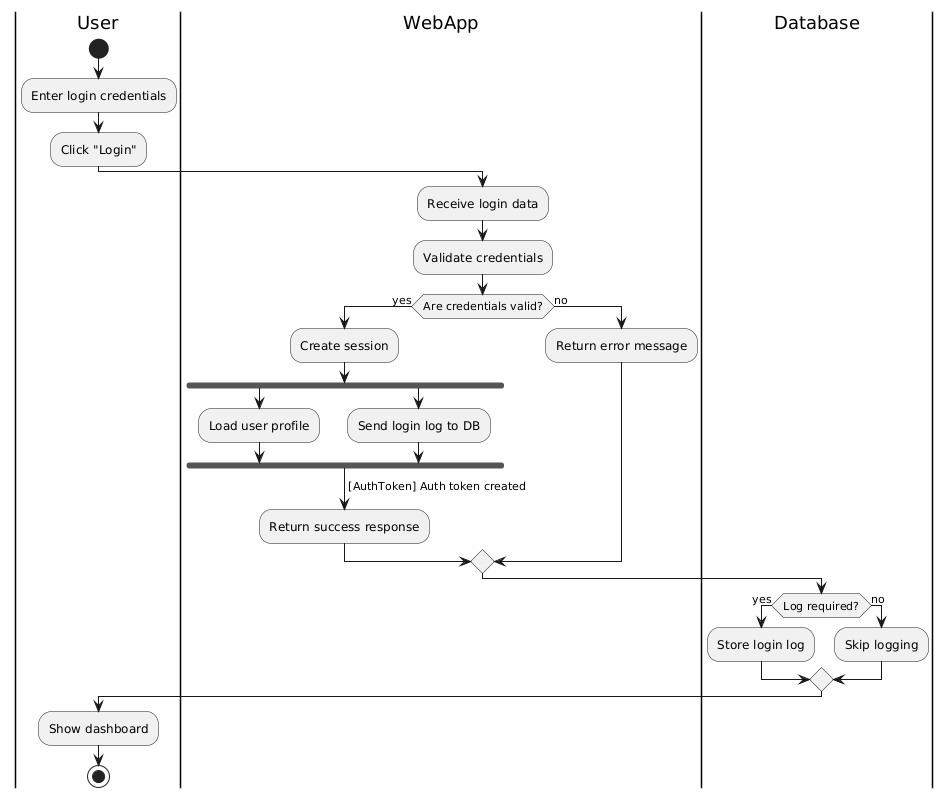 User
WebApp
Database
Enter login credentials
Click "Login"
Receive login data
Validate credentials
yes
Are credentials valid?
no
Create session
Return error message
Load user profile
Send login log to DB
[AuthToken] Auth token created
Return success response
yes
Log required?
no
Store login log
Skip logging
Show dashboard